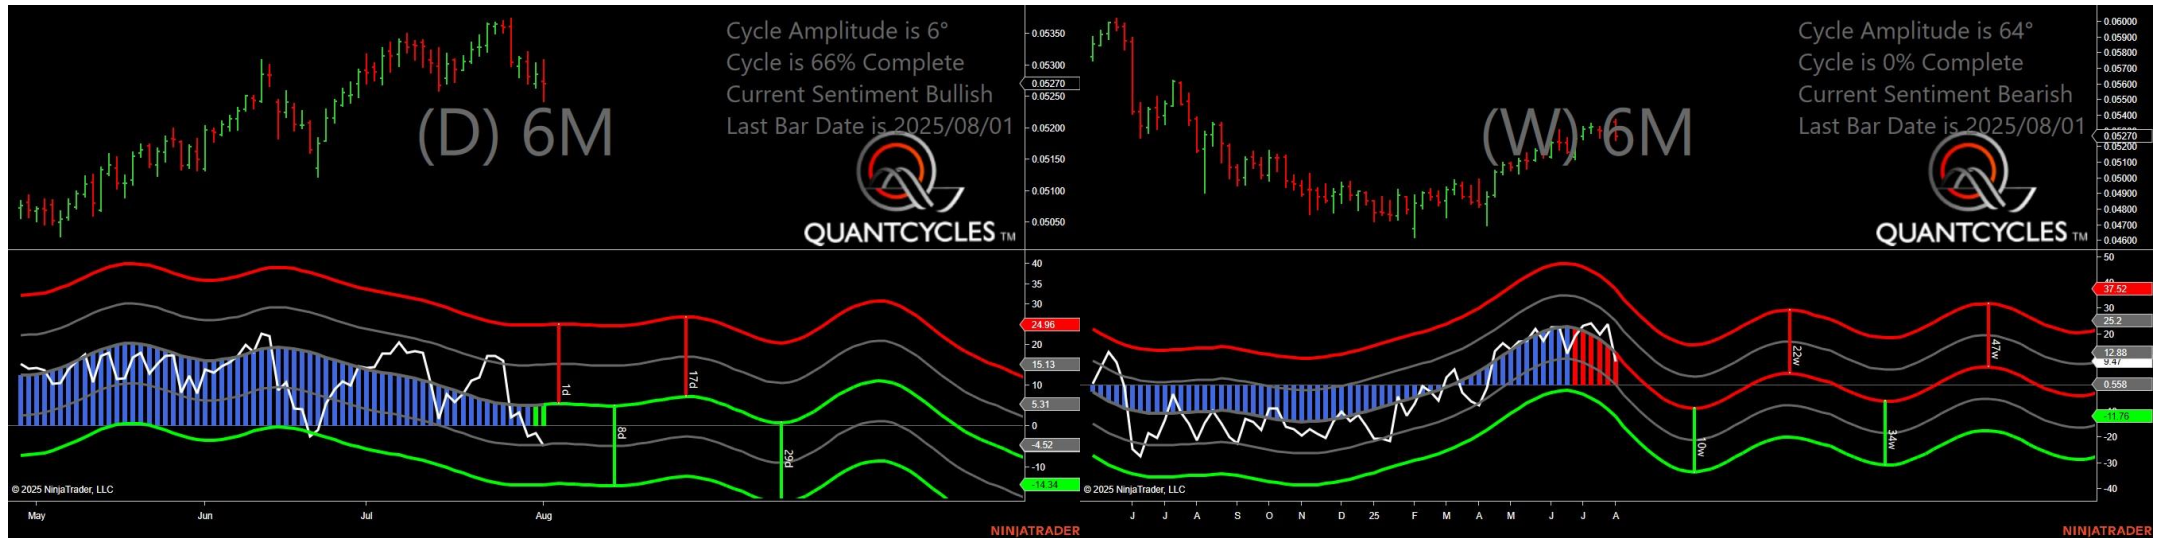 Cycle Amplitude is 6°
Cycle is 66% Complete
Current Sentiment Bullish
Last Bar Date is 2025/08/01
(D) 6M
QUANTCYCLES TM
0.05350
0.05300
0.05270
0.05250
0.05200
0.05150
0.05100
0.05050
40
35
30
24.96
20
15.13
10
5.31
0
-4.52
-10
-14.34
1d
17d
8d
29d
© 2025 NinjaTrader, LLC
May Jun Jul Aug
NINJATRADER
Cycle Amplitude is 64°
Cycle is 0% Complete
Current Sentiment Bearish
Last Bar Date is 2025/08/01
(W) 6M
QUANTCYCLES TM
0.06000
0.05900
0.05800
0.05700
0.05600
0.05500
0.05400
0.05270
0.05200
0.05100
0.05000
0.04900
0.04800
0.04700
0.04600
50
37.52
30
25.2
20
12.88
9.47
0.558
-11.76
-20
-30
-40
22w
47w
10w
34w
© 2025 NinjaTrader, LLC
J J A S O N D 25 F M A M J J A
NINJATRADER